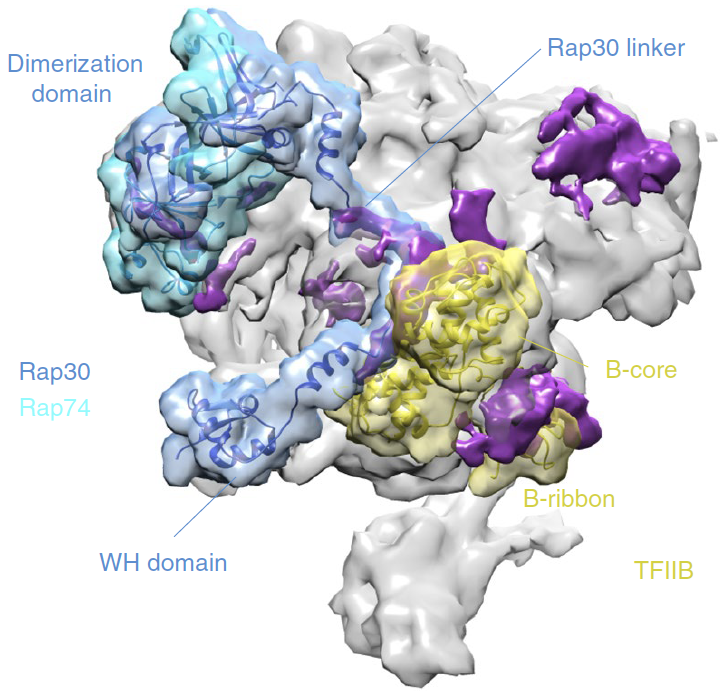 Dimerization
domain
Rap30 linker
Rap30
Rap74
B-core
B-ribbon
WH domain
TFIIB